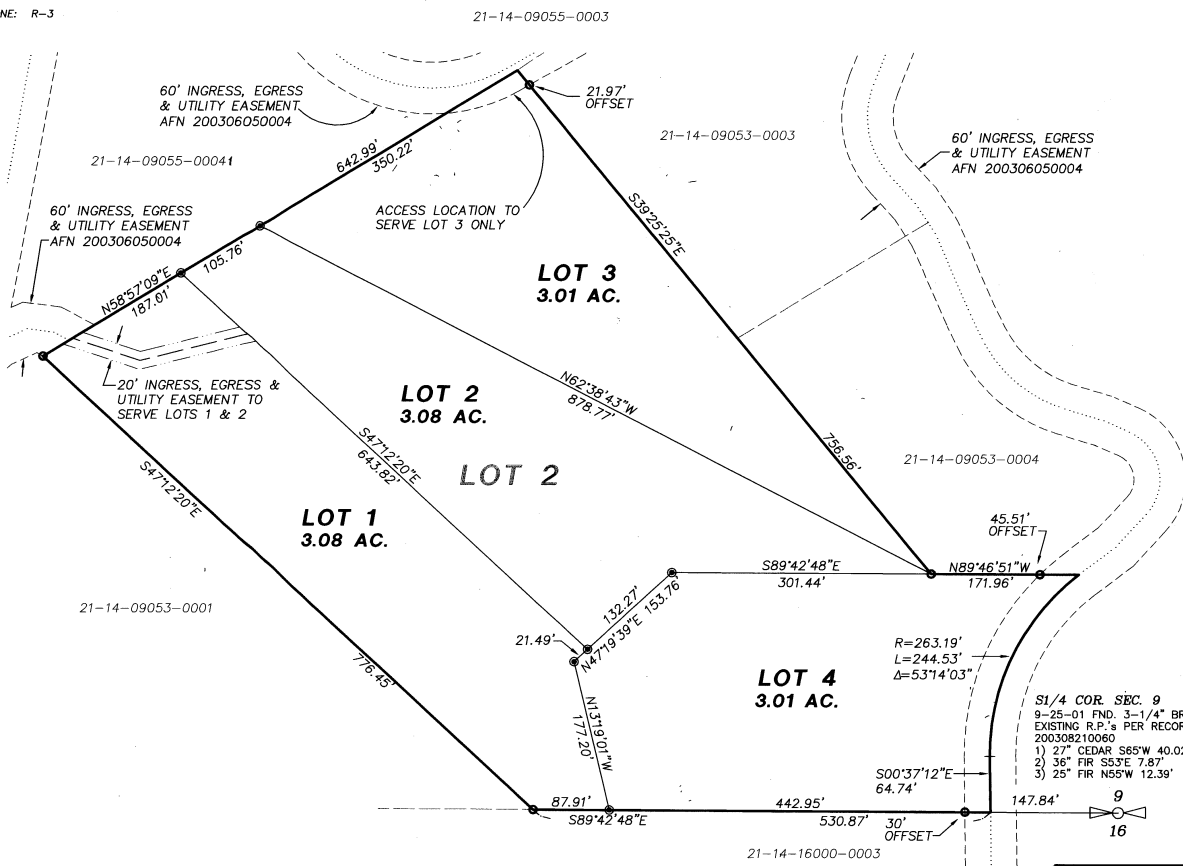 NE: R-3
21-14-09055-0003
60' INGRESS, EGRESS
& UTILITY EASEMENT
AFN 200306050004
21.97'
OFFSET
21-14-09053-0003
60' INGRESS, EGRESS
& UTILITY EASEMENT
AFN 200306050004
21-14-09055-00041
642.99'
350.22'
60' INGRESS, EGRESS
& UTILITY EASEMENT
AFN 200306050004
ACCESS LOCATION TO
SERVE LOT 3 ONLY
S39°25'25"E
105.76'
N58°57'09"E
187.01'
LOT 3
3.01 AC.
20' INGRESS, EGRESS &
UTILITY EASEMENT TO
SERVE LOTS 1 & 2
LOT 2
3.08 AC.
N62°38'43"W
878.77'
S47°12'20"E
643.82'
LOT 2
756.56'
21-14-09053-0004
S47°12'20"E
LOT 1
3.08 AC.
45.51'
OFFSET
S89°42'48"E
301.44'
N89°46'51"W
171.96'
21-14-09053-0001
132.27'
N47°19'39"E 153.76'
21.49'
R=263.19'
L=244.53'
Δ=53°14'03"
776.45'
LOT 4
3.01 AC.
N13°19'01"W
177.20'
S1/4 COR. SEC. 9
9-25-01 FND. 3-1/4" BR
EXISTING R.P.'s PER RECOR
200308210060
1) 27" CEDAR S65°W 40.02
2) 36" FIR S53°E 7.87'
3) 25" FIR N55°W 12.39'
S00°37'12"E
64.74'
87.91'
S89°42'48"E
442.95'
530.87'
30'
OFFSET
147.84'
9
16
21-14-16000-0003